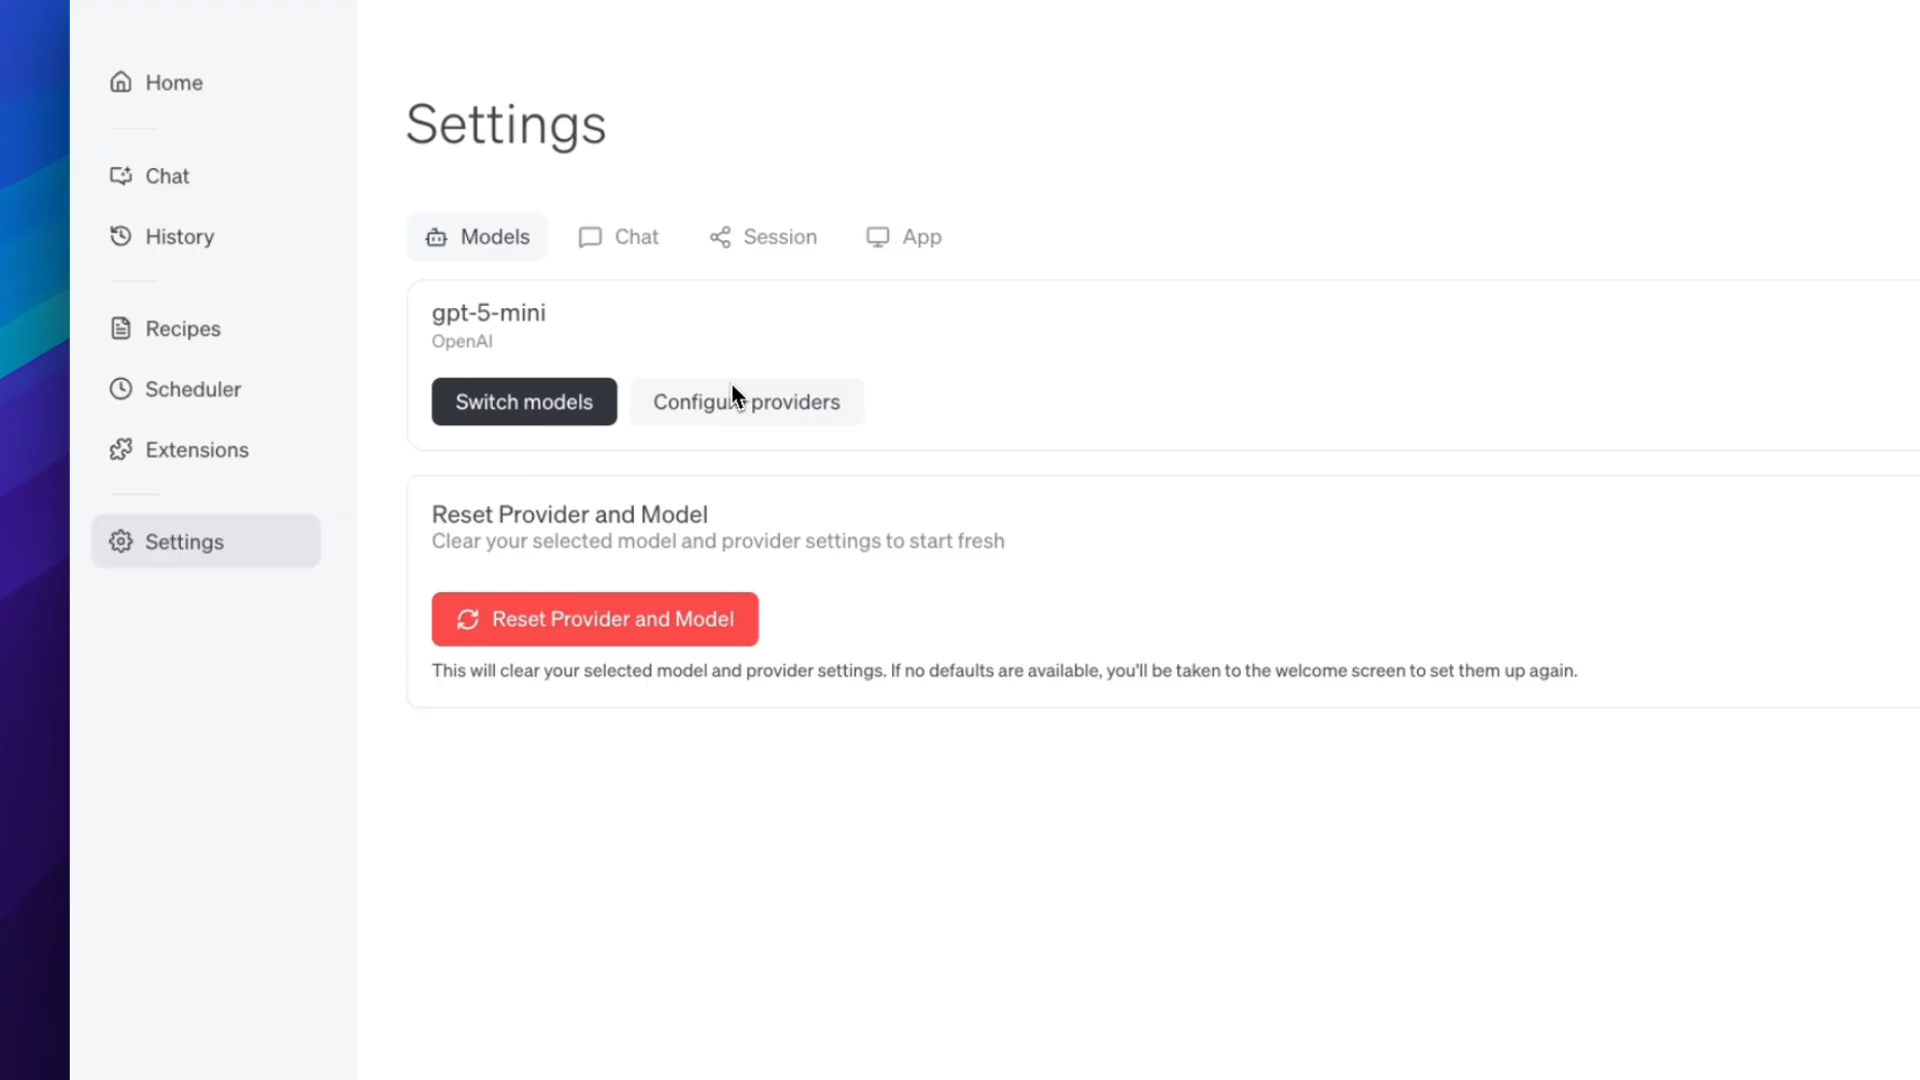 Home
Chat
History
Recipes
Scheduler
Extensions
Settings
Settings
Models
Chat
Session
App
gpt-5-mini
OpenAI
Switch models
Configure providers
Reset Provider and Model
Clear your selected model and provider settings to start fresh
Reset Provider and Model
This will clear your selected model and provider settings. If no defaults are available, you'll be taken to the welcome screen to set them up again.